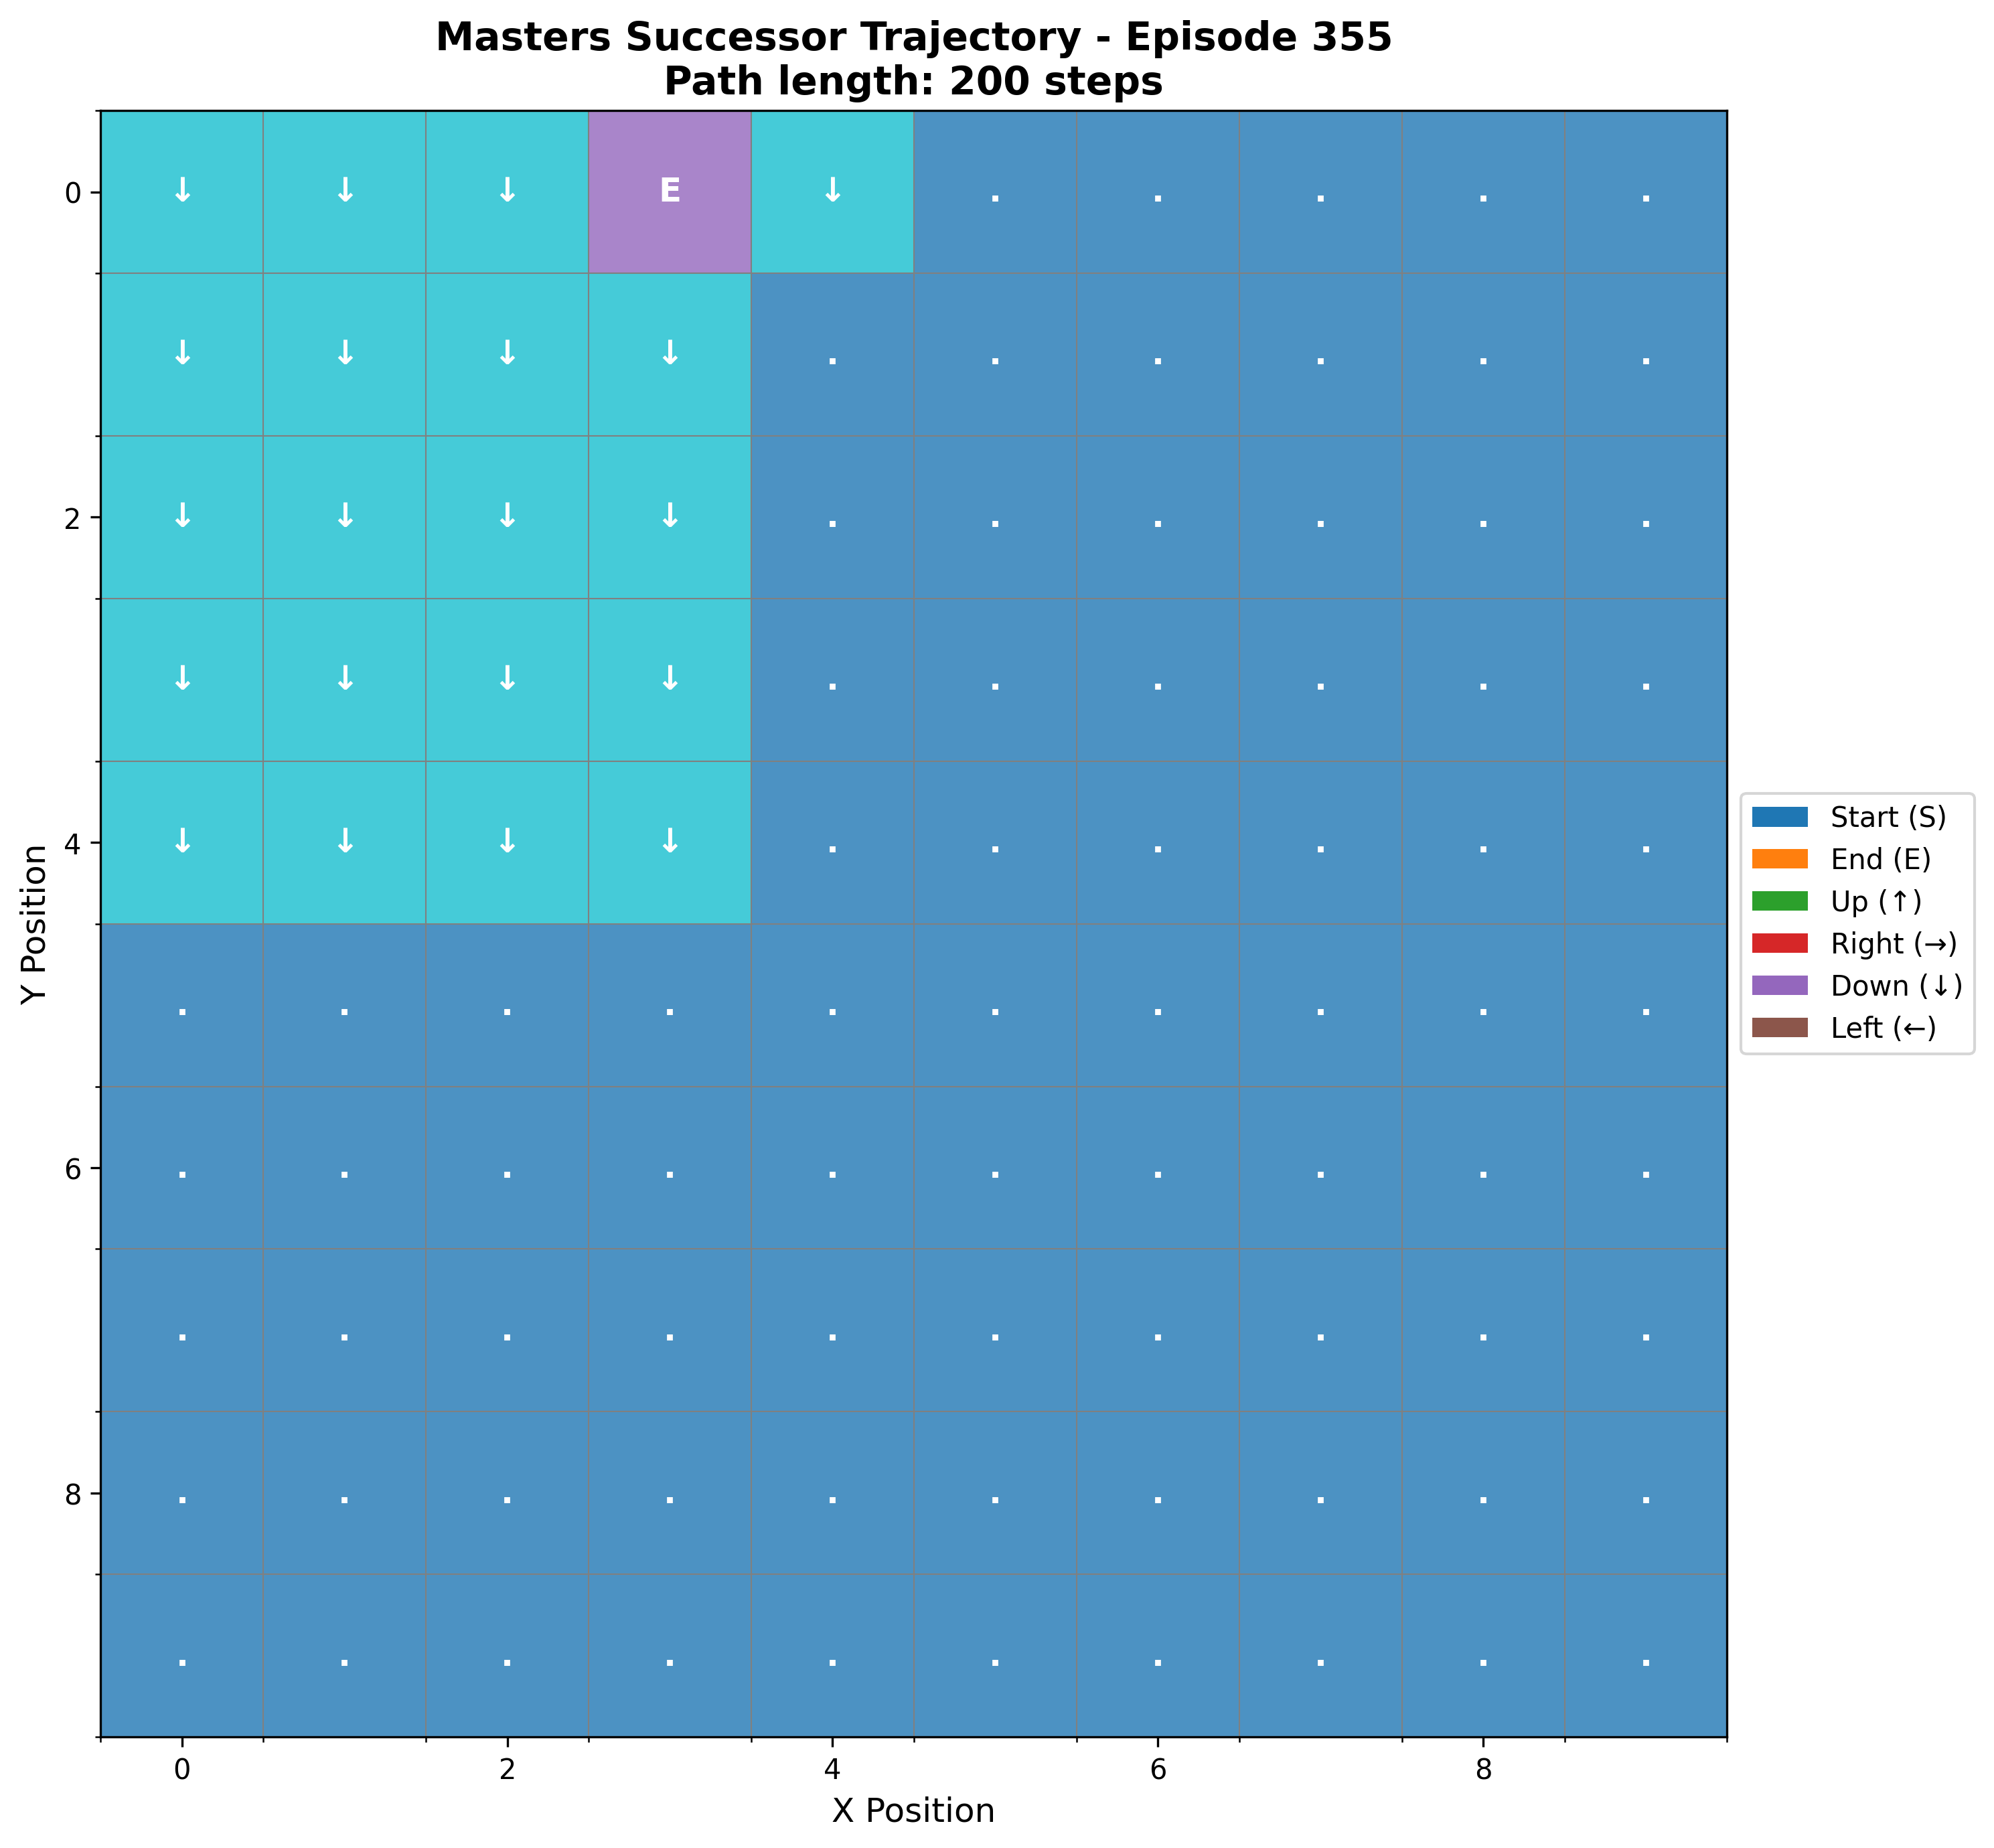 Masters Successor Trajectory - Episode 355
Path length: 200 steps
0 ↓ ↓ ↓ E ↓ . . . . .
↓ ↓ ↓ ↓ . . . . . .
2 ↓ ↓ ↓ ↓ . . . . . .
↓ ↓ ↓ ↓ . . . . . .
4 ↓ ↓ ↓ ↓ . . . . . .
. . . . . . . . . .
6 . . . . . . . . . .
. . . . . . . . . .
8 . . . . . . . . . .
. . . . . . . . . .
0 2 4 6 8
X Position
Y Position
Start (S)
End (E)
Up (↑)
Right (→)
Down (↓)
Left (←)